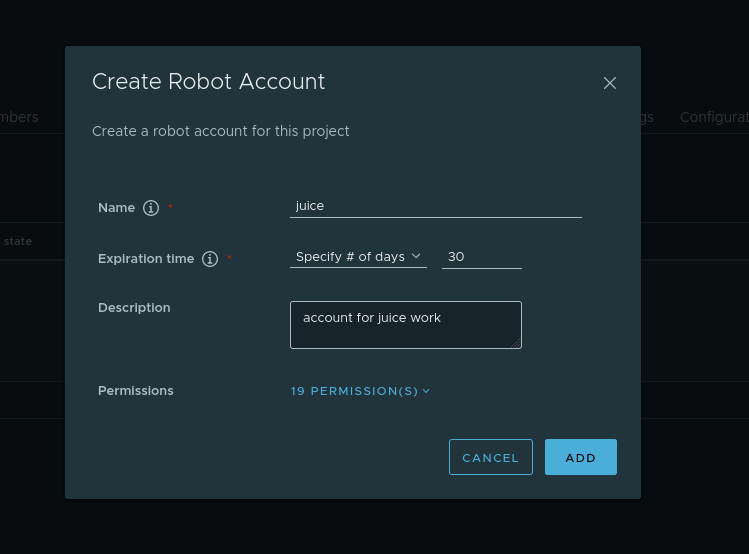 Create Robot Account
mbers
gs
Configurat
Create a robot account for this project
Name
juice
state
Expiration time
Specify # of days
30
Description
account for juice work
Permissions
19 PERMISSION(S)
CANCEL
ADD